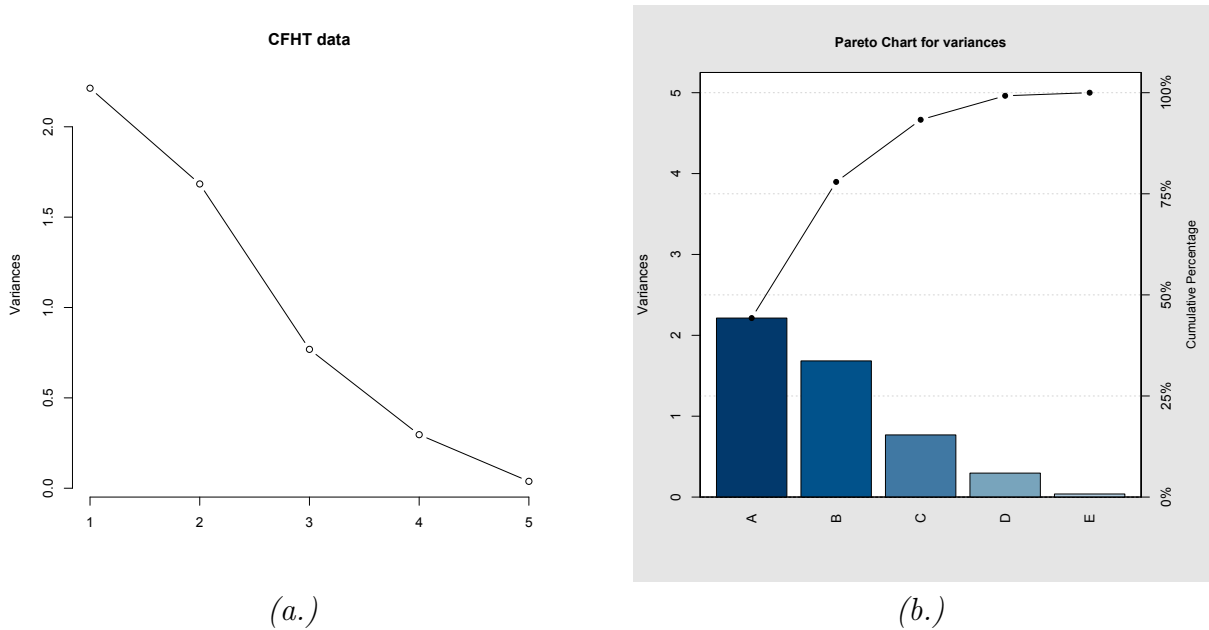 CFHT data
Variances
2.0
1.5
1.0
0.5
0.0
1 2 3 4 5
(a.)
Pareto Chart for variances
Variances
5
4
3
2
1
0
100%
75%
50%
25%
0%
Cumulative Percentage
A B C D E
(b.)